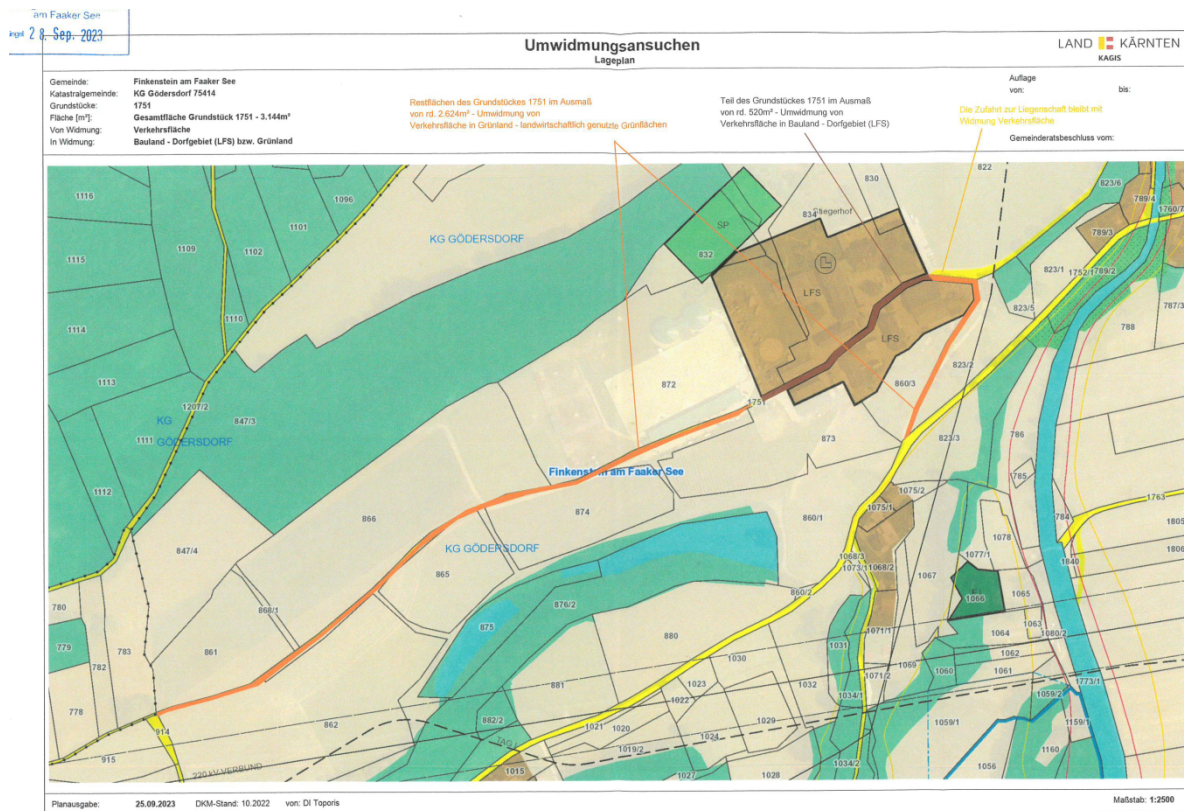 am Faaker See
28. Sep. 2023
Umwidmungsansuchen
Lageplan
LAND KÄRNTEN
KAGIS
Gemeinde: Finkenstein am Faaker See
Katastralgemeinde: KG Gödersdorf 75414
Grundstücke: 1751
Fläche [m²]: Gesamtfläche Grundstück 1751 - 3.144m²
Von Widmung: Verkehrsfläche
In Widmung: Bauland - Dorfgebiet (LFS) bzw. Grünland
Restflächen des Grundstückes 1751 im Ausmaß
von rd. 2.624m² - Umwidmung von
Verkehrsfläche in Grünland - landwirtschaftlich genutzte Grünflächen
Teil des Grundstückes 1751 im Ausmaß
von rd. 520m² - Umwidmung von
Verkehrsfläche in Bauland - Dorfgebiet (LFS)
Die Zufahrt zur Liegenschaft bleibt mit
Widmung Verkehrsfläche
Auflage
von: bis:
Gemeinderatsbeschluss vom:
1116
1096
1101
1109
1102
1115
1110
1114
1113
1207/2
847/3
1111
KG
GÖDERSDORF
1112
KG GÖDERSDORF
SP
832
834
Stiegerhof
830
822
823/6
789/4
1760/7
789/3
823/1
1752/1
789/2
823/5
787/3
788
LFS
LFS
823/2
860/3
872
1751
873
823/3
786
785
Finkenstein am Faaker See
866
874
860/1
1075/2
1075/1
784
1763
1805
1806
847/4
KG GÖDERSDORF
865
1068/3
1073/1
1068/2
1067
1078
1077/1
1840
780
779
782
783
868/1
861
875
876/2
860/2
1066
1065
1063
1064
1080/2
1071/1
1031
880
1030
1062
1061
1069
1060
1071/2
778
881
1023
1022
1032
1034/1
1059/2
1773/1
914
862
882/2
1021
1020
1029
1059/1
1159/1
915
220 kV VERBUND
TAG
1019/2
1024
1034/2
1160
1015
1027
1028
1056
Planausgabe: 25.09.2023 DKM-Stand: 10.2022 von: DI Toporis
Maßstab: 1:2500